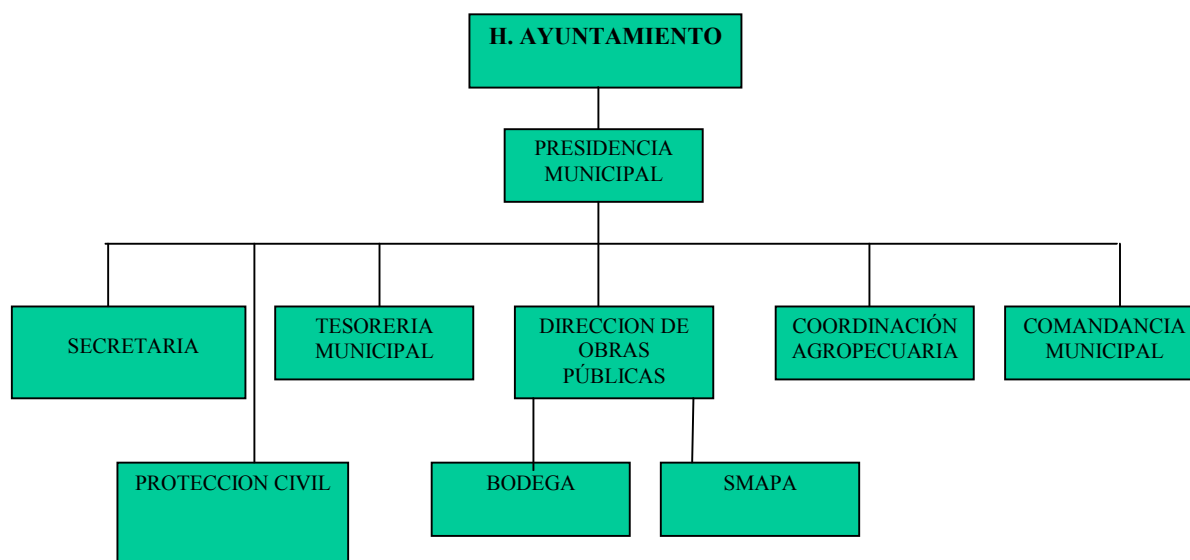 H. AYUNTAMIENTO
PRESIDENCIA
MUNICIPAL
SECRETARIA
TESORERIA
MUNICIPAL
DIRECCION DE
OBRAS
PÚBLICAS
COORDINACIÓN
AGROPECUARIA
COMANDANCIA
MUNICIPAL
PROTECCION CIVIL
BODEGA
SMAPA